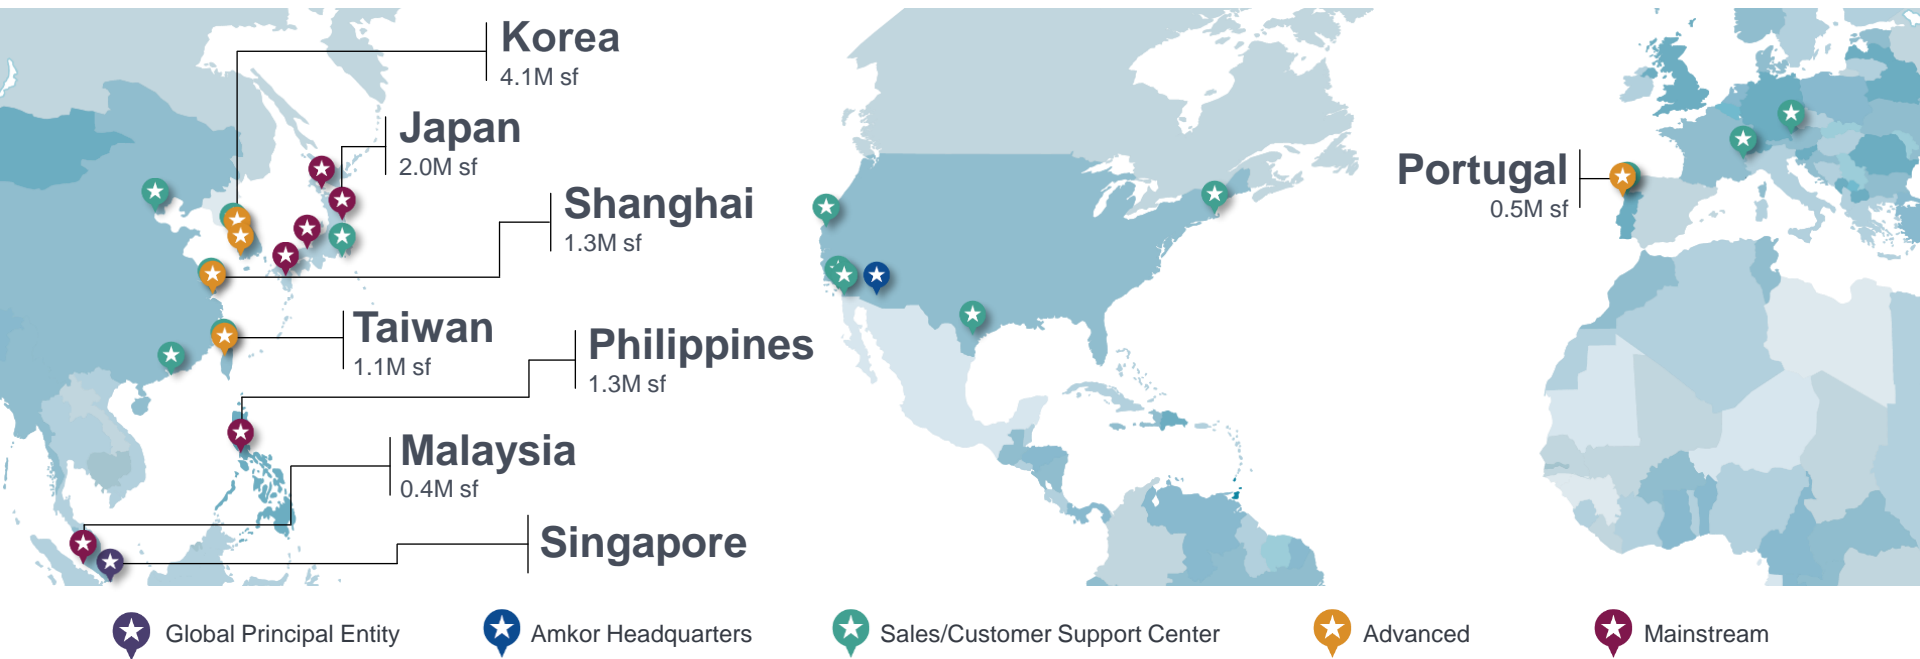 Korea
4.1M sf
Japan
2.0M sf
Shanghai
1.3M sf
Taiwan
1.1M sf
Philippines
1.3M sf
Malaysia
0.4M sf
Singapore
Portugal
0.5M sf
Global Principal Entity
Amkor Headquarters
Sales/Customer Support Center
Advanced
Mainstream